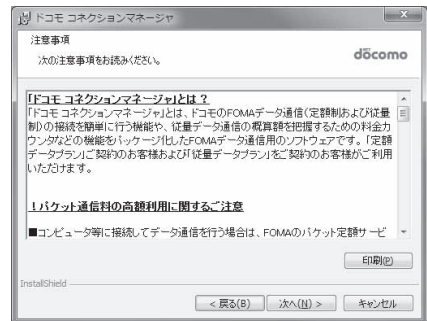 ドコモ コネクションマネージャ
注意事項
次の注意事項をお読みください。
döcomo
「ドコモ コネクションマネージャ」とは？
「ドコモ コネクションマネージャ」とは、ドコモのFOMAデータ通信(定額制および従量
制)の接続を簡単に行う機能や、従量データ通信の概算額を把握するための料金カ
ウンタなどの機能をパッケージ化したFOMAデータ通信用のソフトウェアです。「定額
データプラン」ご契約のお客様および「従量データプラン」をご契約のお客様がご利用
いただけます。
！パケット通信料の高額利用に関するご注意
■コンピュータ等に接続してデータ通信を行う場合は、FOMAのパケット定額サービ
印刷(P)
InstallShield
< 戻る(B)
次へ(N) >
キャンセル